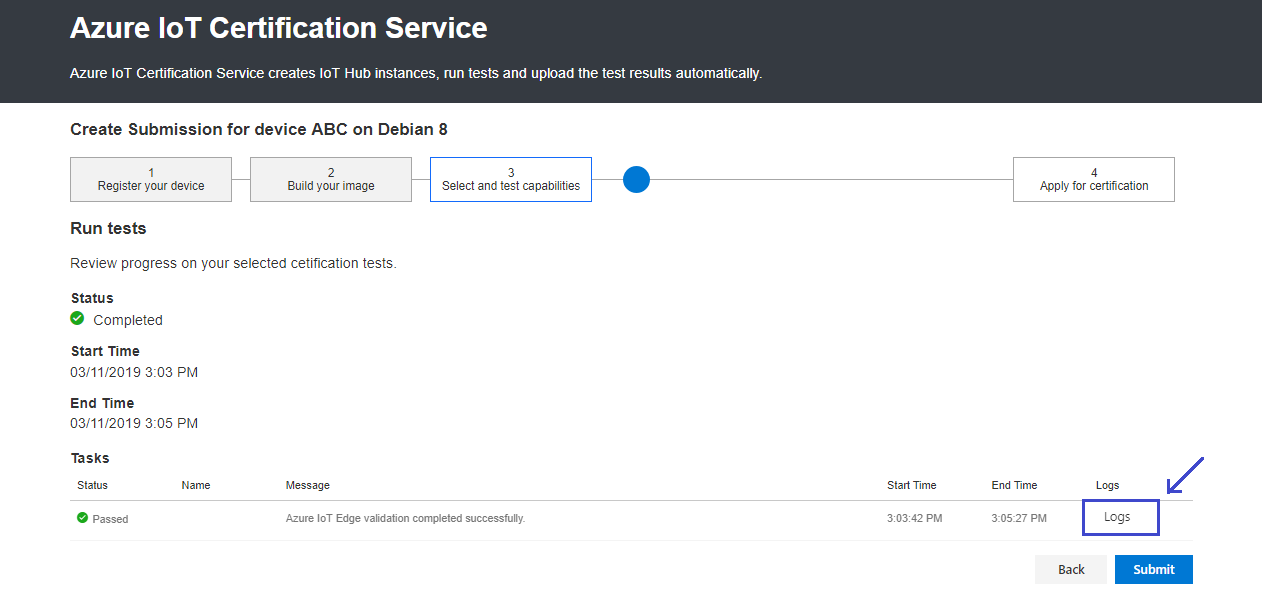 Azure IoT Certification Service
Azure IoT Certification Service creates IoT Hub instances, run tests and upload the test results automatically.
Create Submission for device ABC on Debian 8
1
Register your device
2
Build your image
3
Select and test capabilities
4
Apply for certification
Run tests
Review progress on your selected cetification tests.
Status
Completed
Start Time
03/11/2019 3:03 PM
End Time
03/11/2019 3:05 PM
Tasks
Status Name Message Start Time End Time Logs
Passed Azure IoT Edge validation completed successfully. 3:03:42 PM 3:05:27 PM Logs
Back Submit